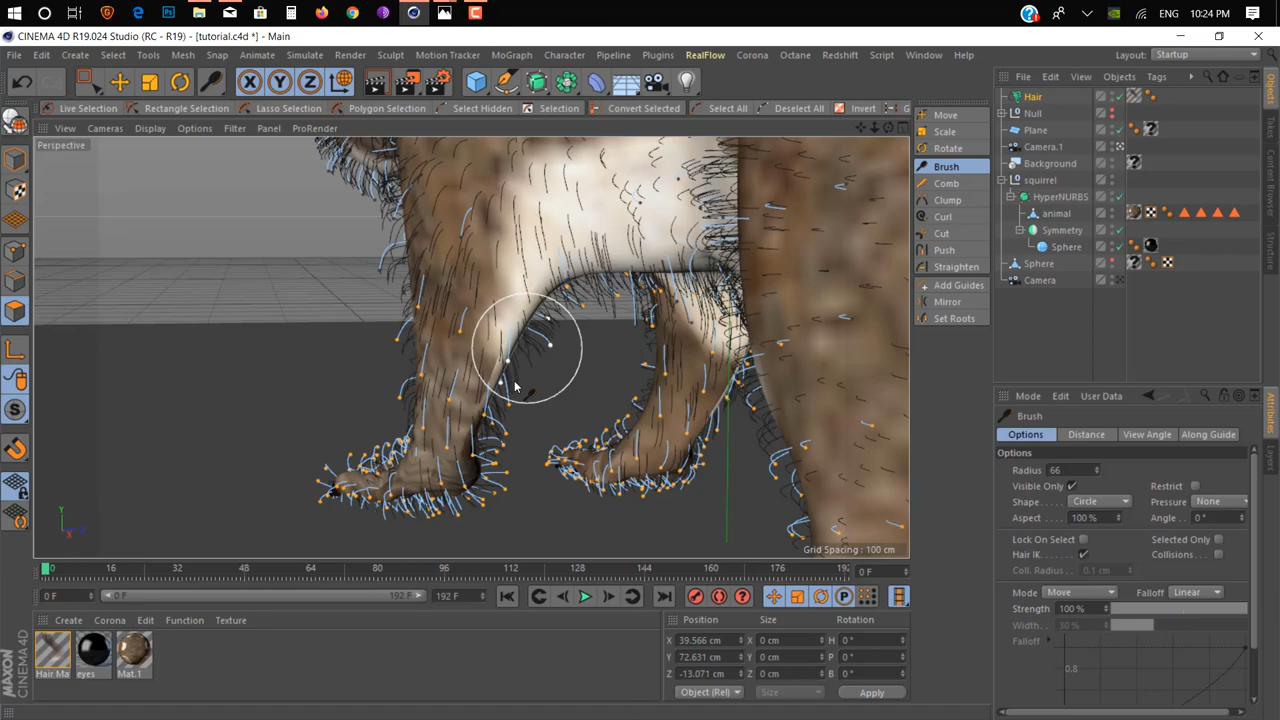 ENG 10:24 PM
CINEMA 4D R19.024 Studio (RC - R19) - [tutorial.c4d *] - Main
File Edit Create Select Tools Mesh Snap Animate Simulate Render Sculpt Motion Tracker MoGraph Character Pipeline Plugins RealFlow Corona Octane Redshift Script Window Help Layout: Startup
X Y Z
Live Selection Rectangle Selection Lasso Selection Polygon Selection Select Hidden Selection Convert Selected Select All Deselect All Invert G
View Cameras Display Options Filter Panel ProRender
Perspective
Y
Z
X
Grid Spacing : 100 cm
Move
Scale
Rotate
Brush
Comb
Clump
Curl
Cut
Push
Straighten
Add Guides
Mirror
Set Roots
File Edit View Objects Tags
Hair
Null
Plane
Camera.1
Background
squirrel
HyperNURBS
animal
Symmetry
Sphere
Sphere
Camera
Objects
Takes
Content Browser
Structure
Attributes
Layers
Mode Edit User Data
Brush
Options Distance View Angle Along Guide
Options
Radius 66
Visible Only Restrict
Shape Circle Pressure None
Aspect 100 % Angle 0 °
Lock On Select Selected Only
Hair IK Collisions
Coll. Radius 0.1 cm
Mode Move Falloff Linear
Strength 100 %
Width 30 %
Falloff
0.8
0 16 32 48 64 80 96 112 128 144 160 176 192 0 F
0 F 0 F 192 F 192 F
P
Create Corona Edit Function Texture
Hair Ma eyes Mat.1
Position Size Rotation
X 39.566 cm X 0 cm H 0 °
Y 72.631 cm Y 0 cm P 0 °
Z -13.071 cm Z 0 cm B 0 °
Object (Rel) Size Apply
MAXON CINEMA 4D